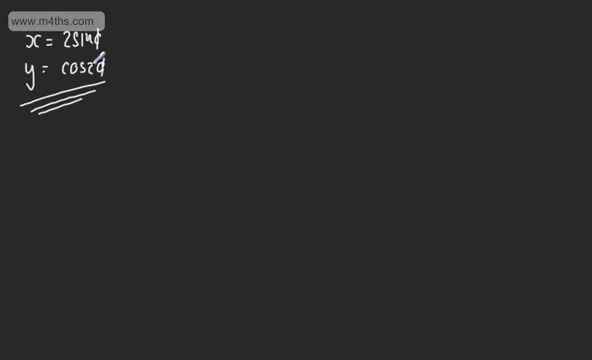 www.m4ths.com
x = 2sinϕ
y = cos2ϕ